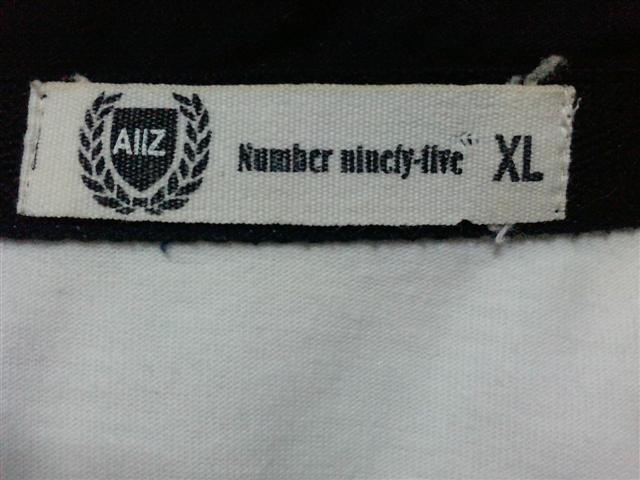 AIIZ
Number ninety-five" XL